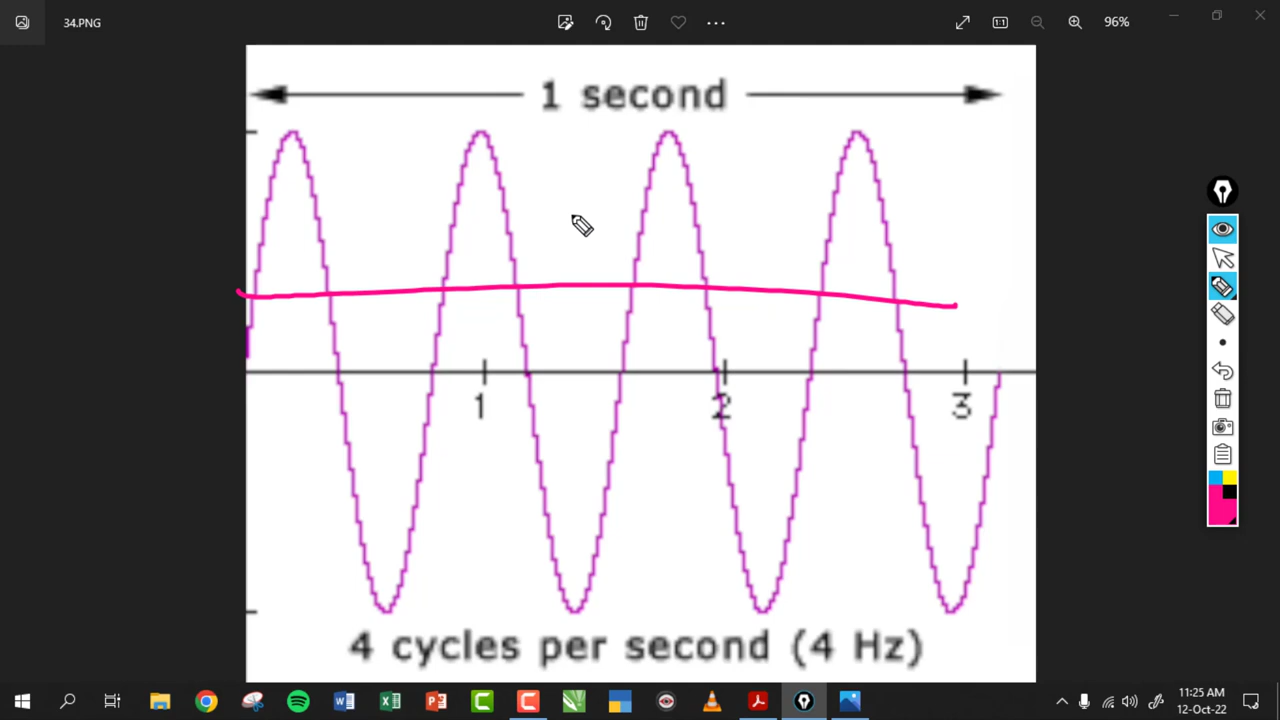 34.PNG
96%
1 second
1 2 3
4 cycles per second (4 Hz)
11:25 AM
12-Oct-22